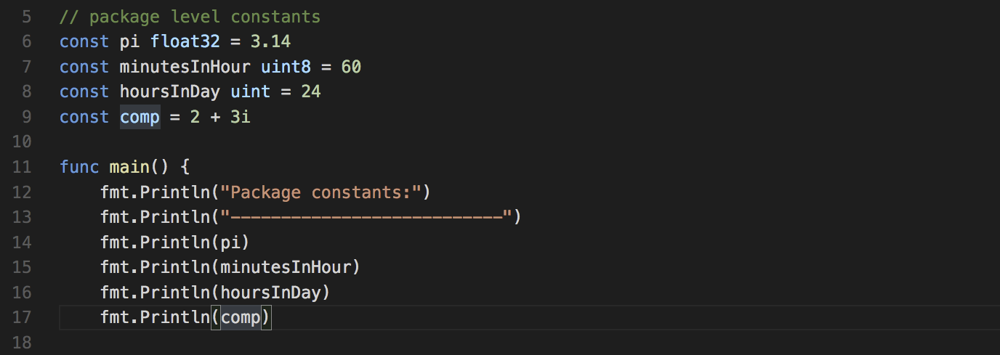 5 // package level constants
6 const pi float32 = 3.14
7 const minutesInHour uint8 = 60
8 const hoursInDay uint = 24
9 const comp = 2 + 3i
10
11 func main() {
12     fmt.Println("Package constants:")
13     fmt.Println("---------------------------")
14     fmt.Println(pi)
15     fmt.Println(minutesInHour)
16     fmt.Println(hoursInDay)
17     fmt.Println(comp)
18